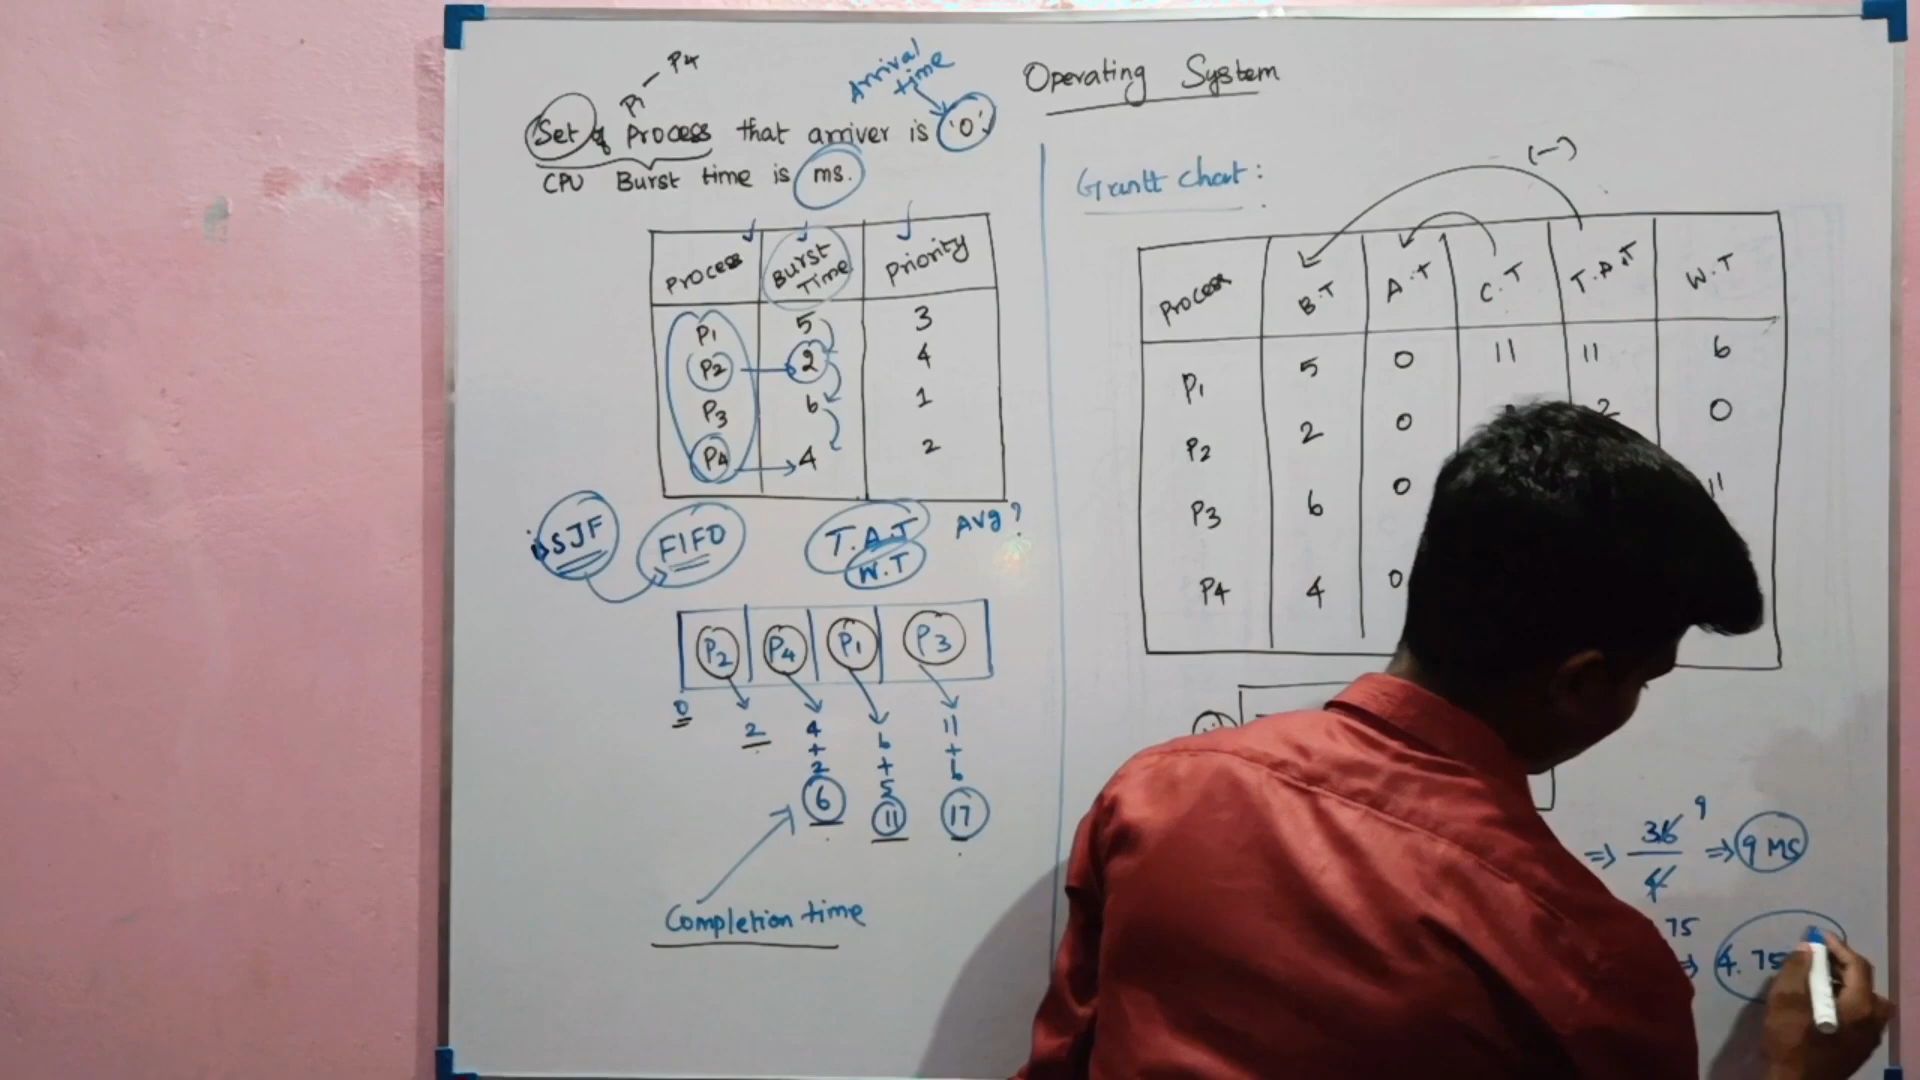 Operating System
P1 — P4
Arrival time
Set of Process that arriver is '0'.
CPU Burst time is ms.
Process Burst Time Priority
P1 5 3
P2 2 4
P3 6 1
P4 4 2
SJF FIFO T.A.T Avg?
W.T
P2 P4 P1 P3
0 2 4 6 11
+ + +
2 5 6
6 11 17
Completion time
Grantt chart:
(-)
Process B.T A.T C.T T.A.T W.T
P1 5 0 11 11 6
P2 2 0 2 0
P3 6 0 11
P4 4 0
⇒ 36/4 9 ⇒ 9 MS
75
⇒ 4.75